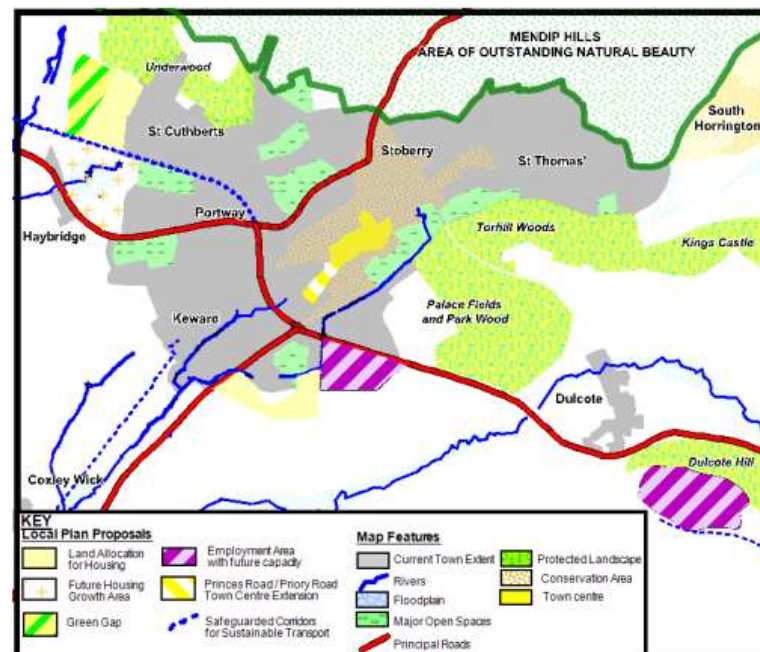 MENDIP HILLS
AREA OF OUTSTANDING NATURAL BEAUTY
Underwood
South
Horrington
St Cuthberts
Stoberry
St Thomas'
Portway
Haybridge
Torhill Woods
Kings Castle
Palace Fields
and Park Wood
Keward
Dulcote
Coxley Wick
Dulcote Hill
KEY
Local Plan Proposals
Land Allocation
for Housing
Future Housing
Growth Area
Green Gap
Employment Area
with future capacity
Princes Road / Priory Road
Town Centre Extension
Safeguarded Corridors
for Sustainable Transport
Map Features
Current Town Extent
Rivers
Floodplain
Major Open Spaces
Principal Roads
Protected Landscape
Conservation Area
Town centre